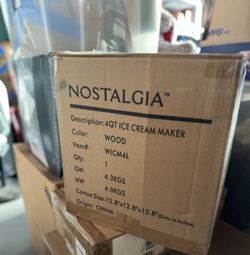 NOSTALGIA™
Description: 4QT ICE CREAM MAKER
Color: WOOD
Item#: WICM4L
Qty: 1
GW: 4.3KGS
NW: 4.0KGS
Carton Size: 12.8"x12.8"x13.8"(Dims in Inches)
Origin: CHINA